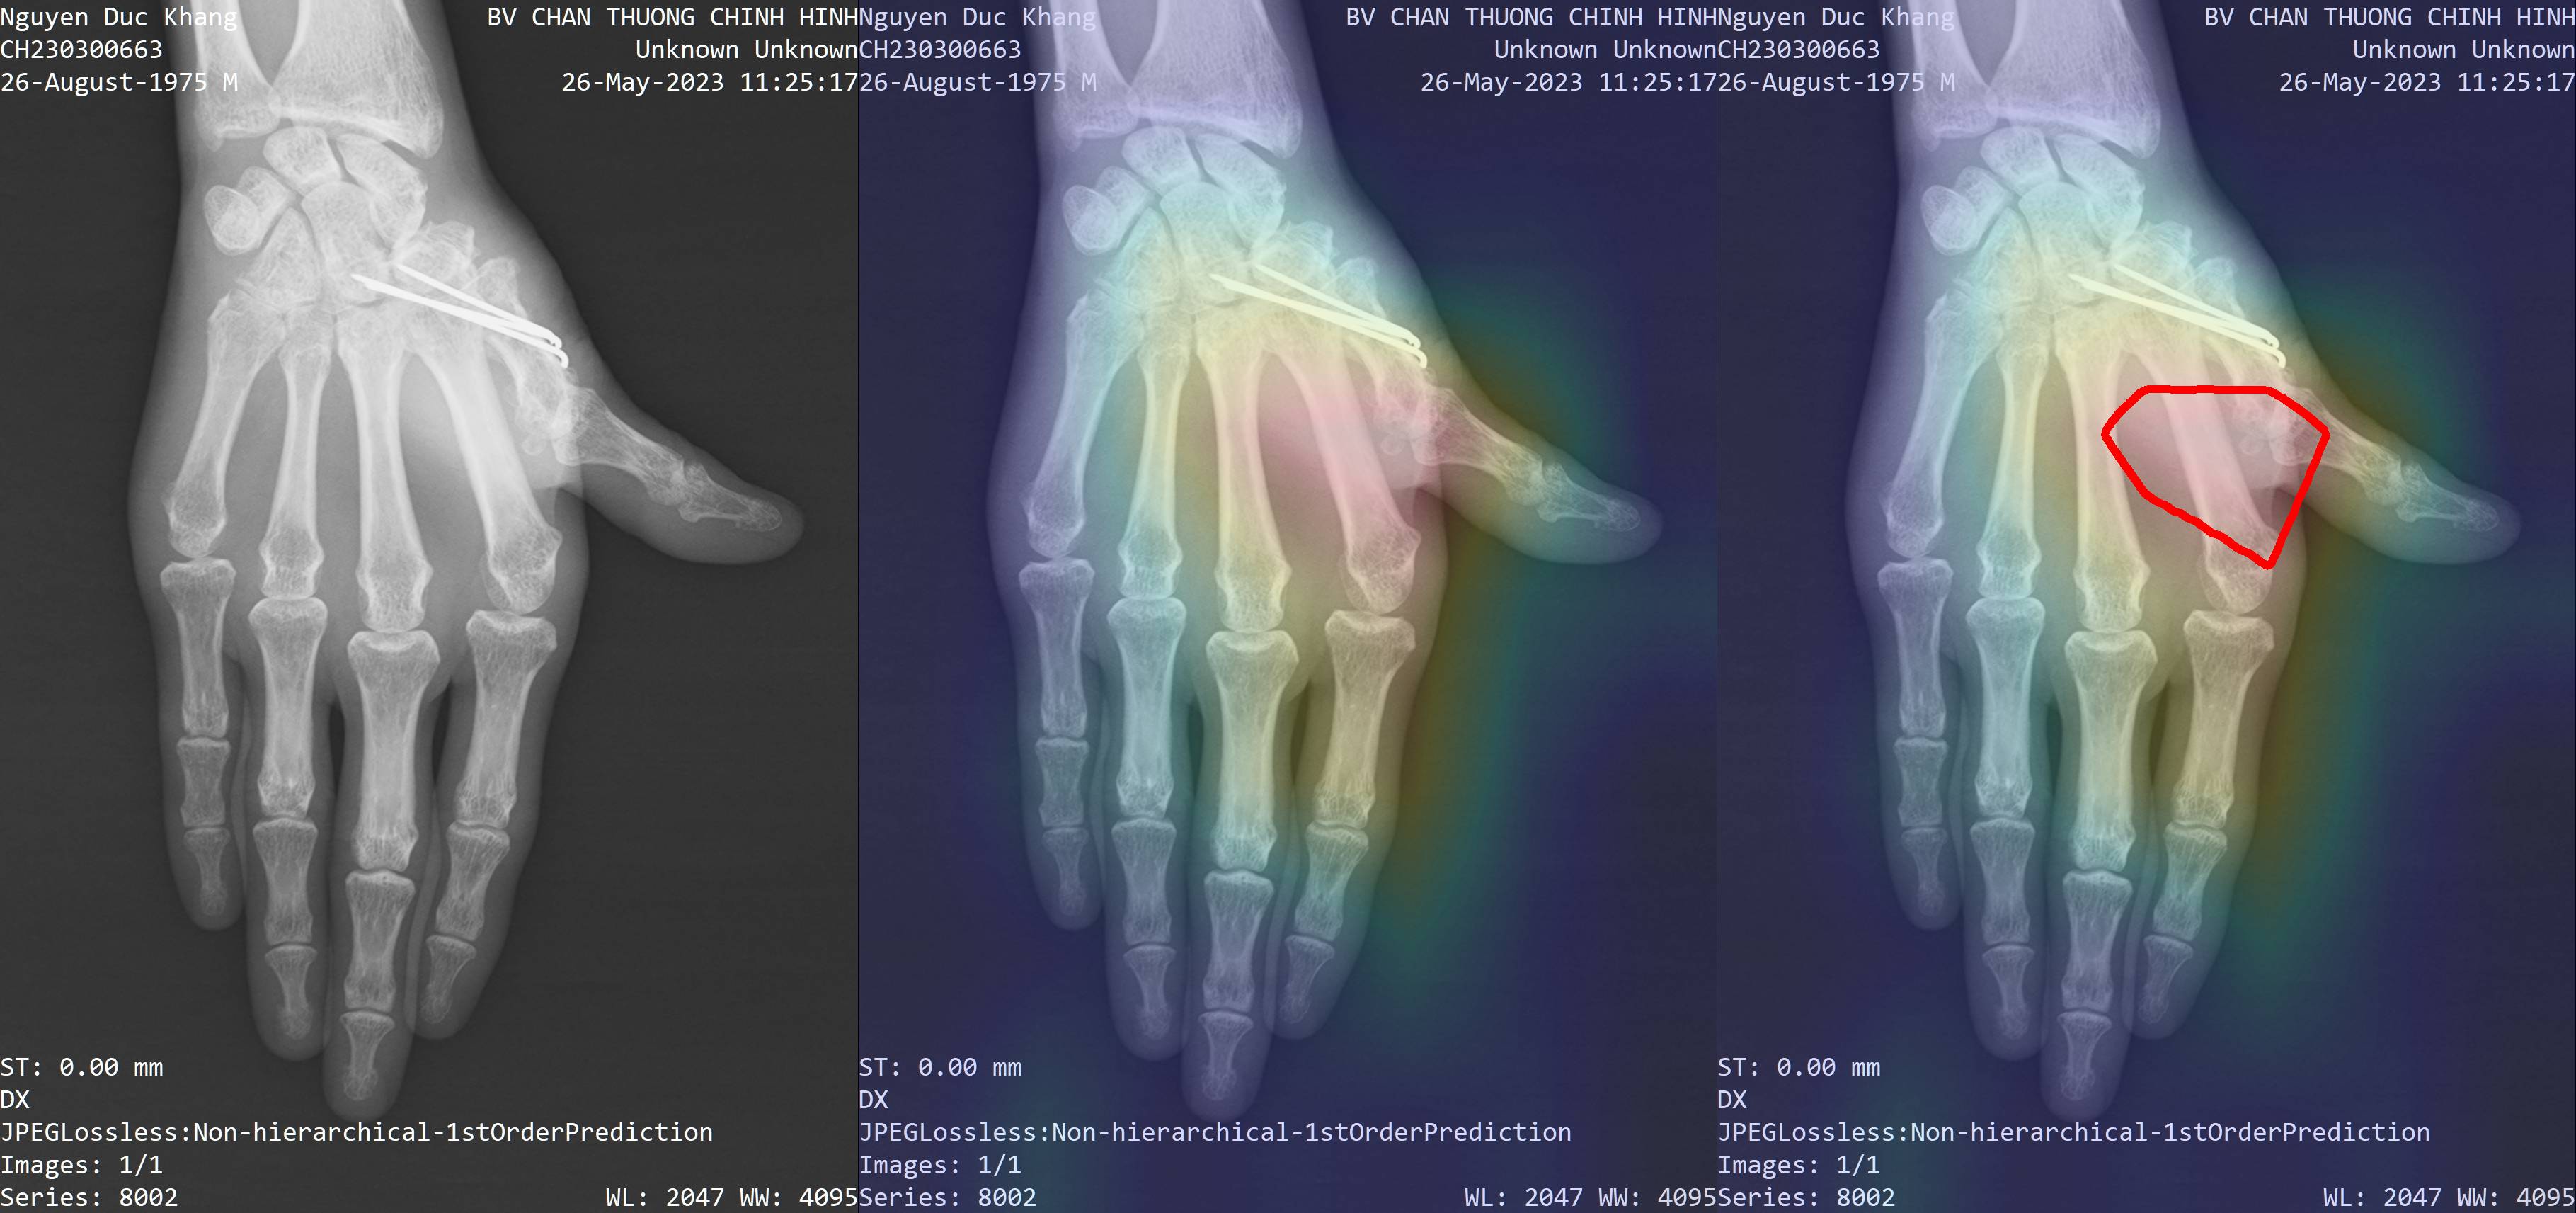 Nguyen Duc Khang
CH230300663
26-August-1975 M
BV CHAN THUONG CHINH HINH
Unknown Unknown
26-May-2023 11:25:17
ST: 0.00 mm
DX
JPEGLossless:Non-hierarchical-1stOrderPrediction
Images: 1/1
Series: 8002
WL: 2047 WW: 4095
Nguyen Duc Khang
CH230300663
26-August-1975 M
BV CHAN THUONG CHINH HINH
Unknown Unknown
26-May-2023 11:25:17
ST: 0.00 mm
DX
JPEGLossless:Non-hierarchical-1stOrderPrediction
Images: 1/1
Series: 8002
WL: 2047 WW: 4095
Nguyen Duc Khang
CH230300663
26-August-1975 M
BV CHAN THUONG CHINH HINH
Unknown Unknown
26-May-2023 11:25:17
ST: 0.00 mm
DX
JPEGLossless:Non-hierarchical-1stOrderPrediction
Images: 1/1
Series: 8002
WL: 2047 WW: 4095